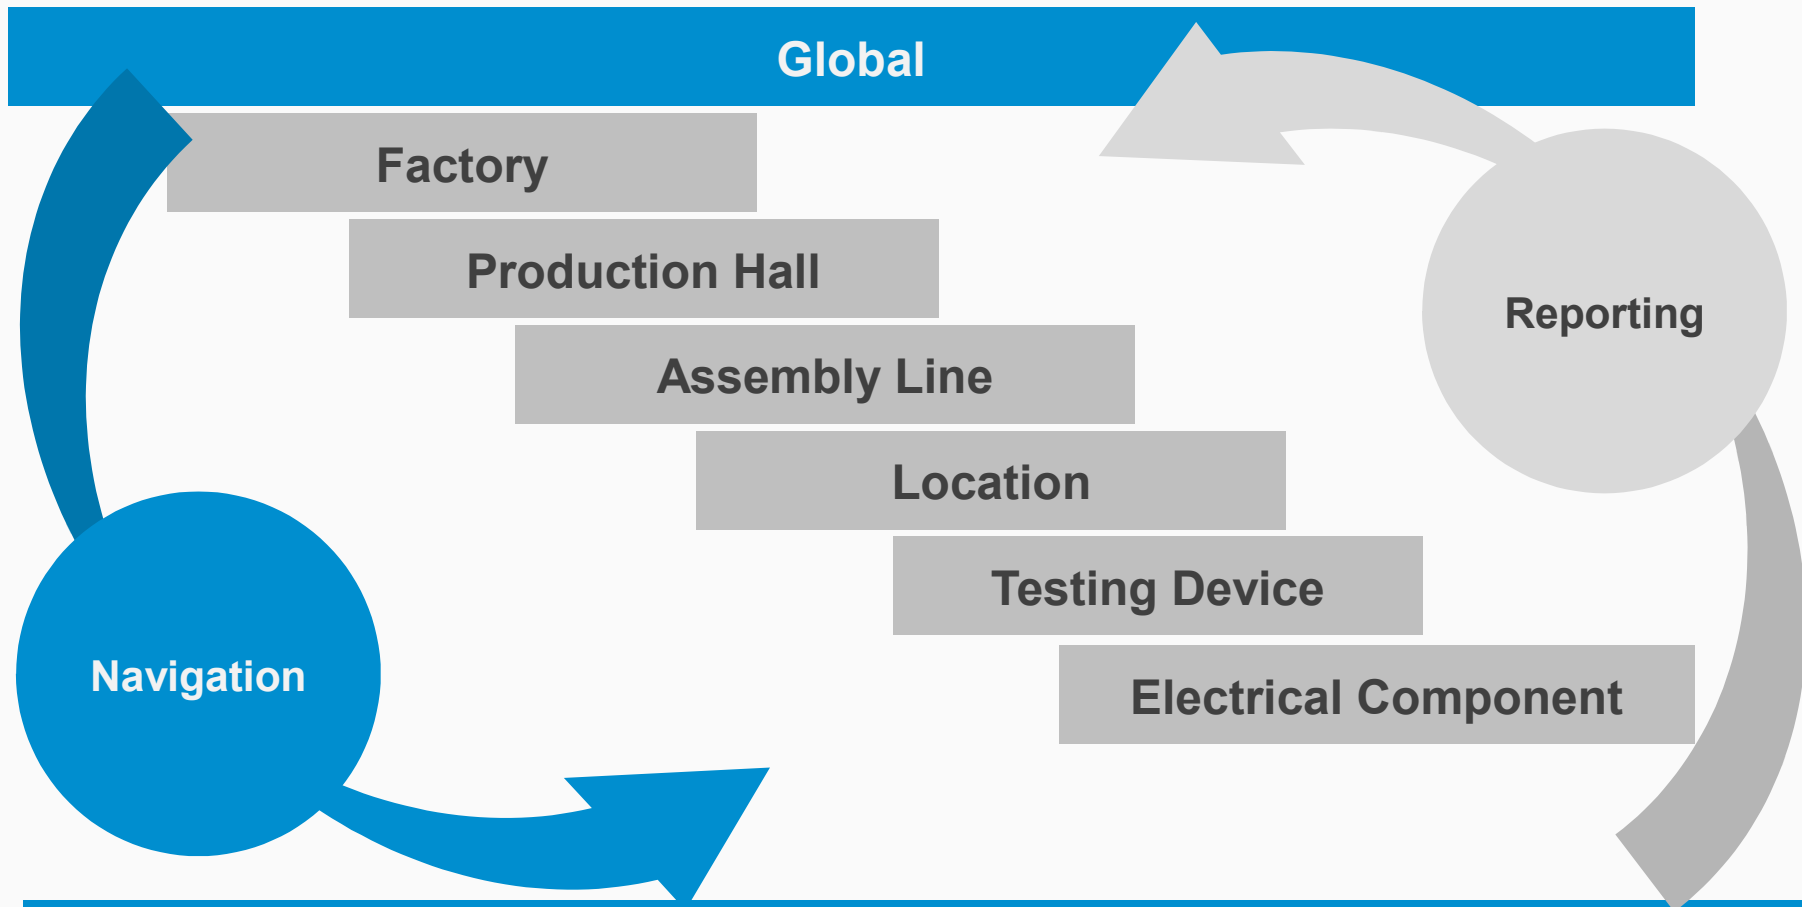 Global
Factory
Production Hall
Assembly Line
Location
Testing Device
Electrical Component
Reporting
Navigation